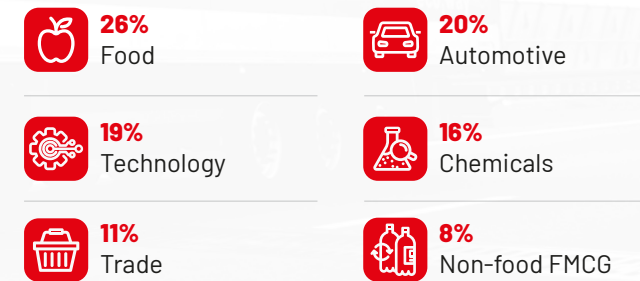 26%
Food
20%
Automotive
19%
Technology
16%
Chemicals
11%
Trade
8%
Non-food FMCG